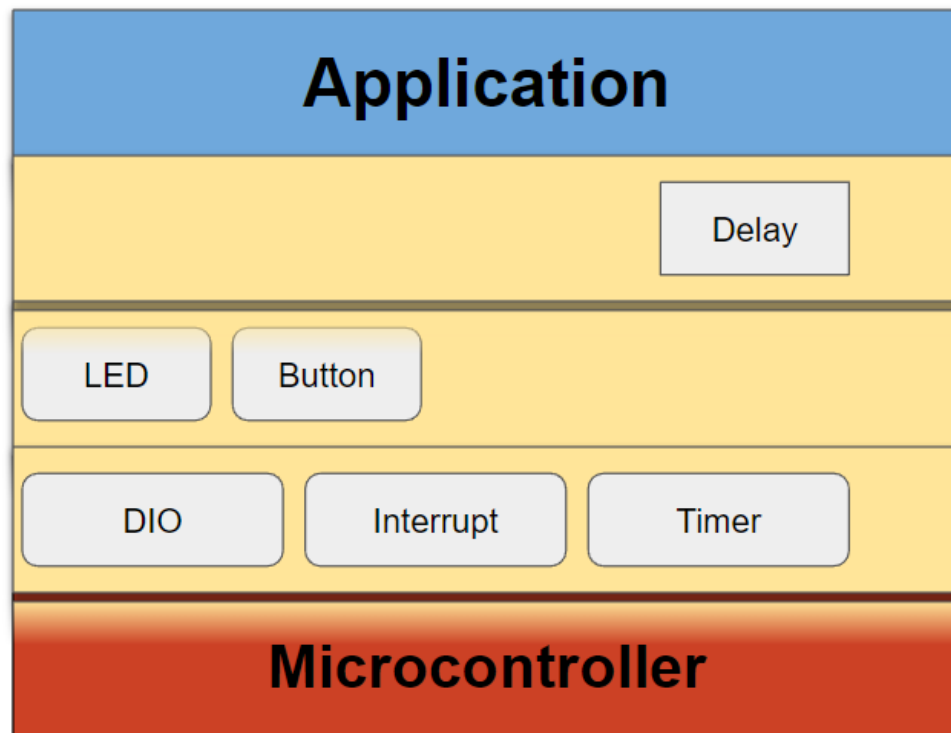 Application
Delay
LED Button
DIO Interrupt Timer
Microcontroller